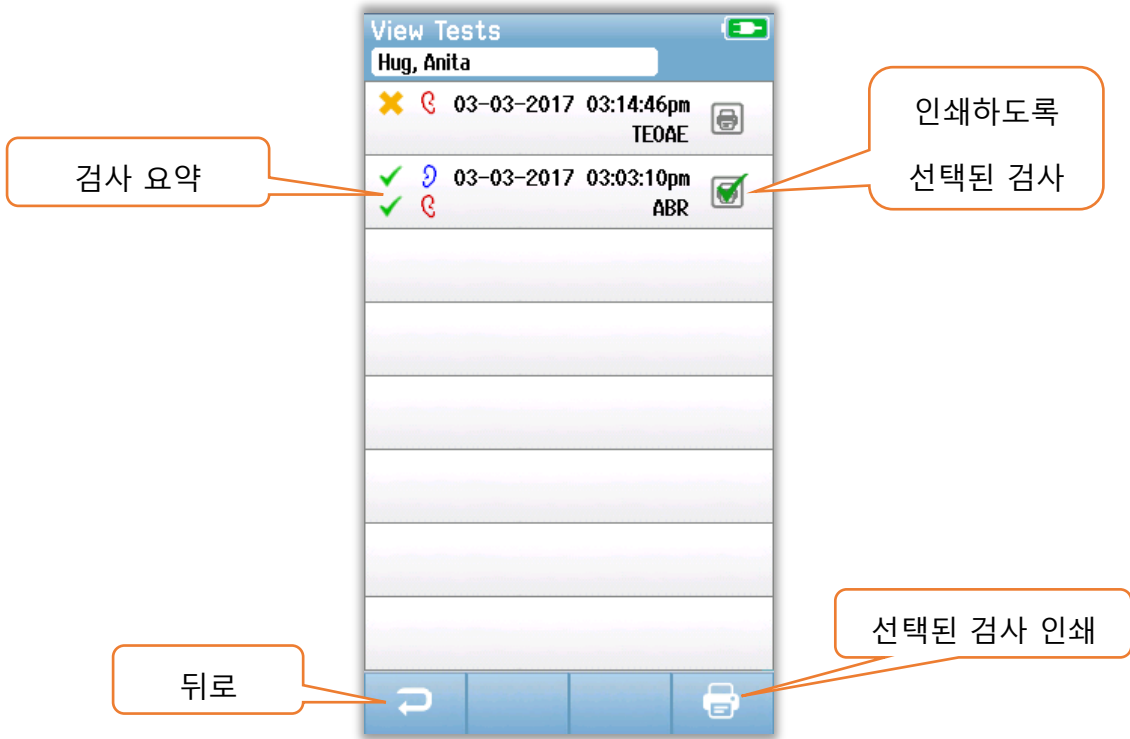 View Tests
Hug, Anita
03-03-2017 03:14:46pm
TEOAE
03-03-2017 03:03:10pm
ABR
검사 요약
인쇄하도록
선택된 검사
선택된 검사 인쇄
뒤로